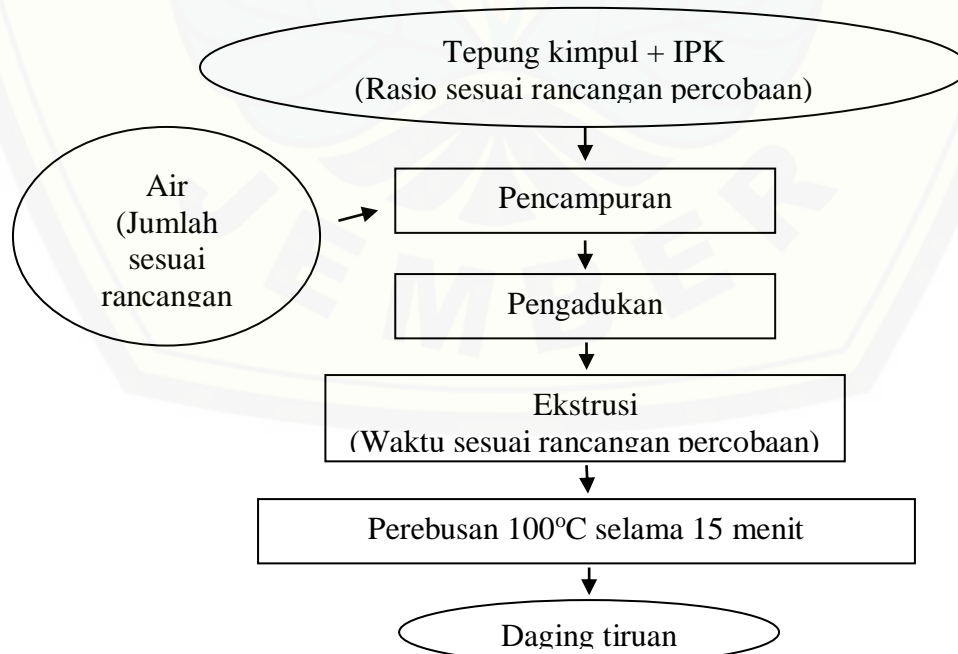 Tepung kimpul + IPK
(Rasio sesuai rancangan percobaan)
Air
(Jumlah
sesuai
rancangan
Pencampuran
Pengadukan
Ekstrusi
(Waktu sesuai rancangan percobaan)
Perebusan 100°C selama 15 menit
Daging tiruan
JEMBER